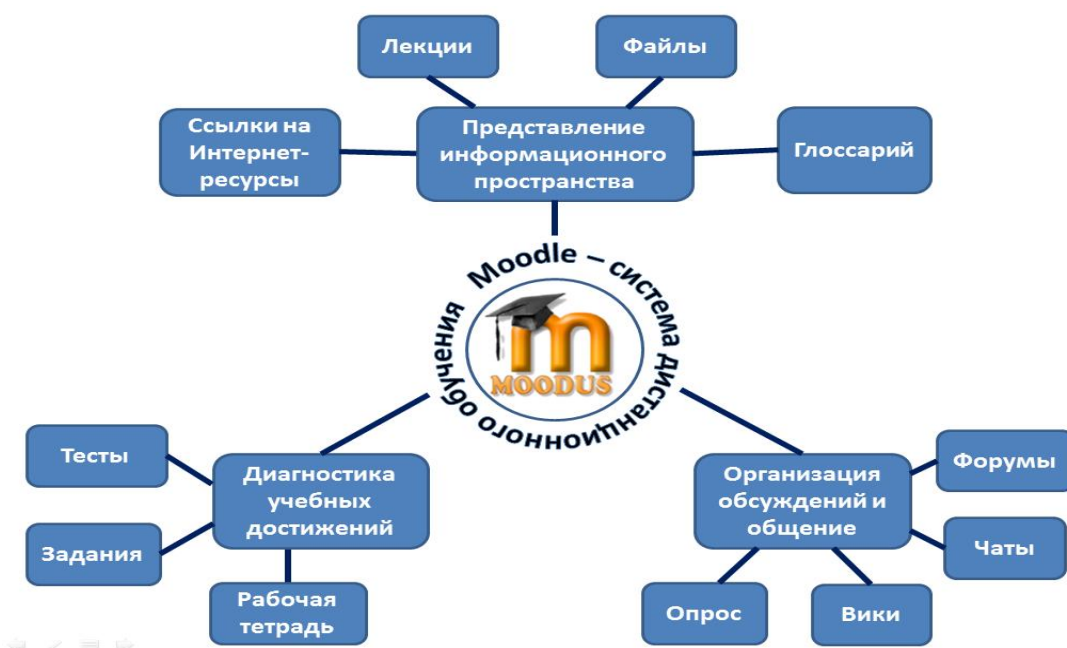 Лекции
Файлы
Ссылки на
Интернет-
ресурсы
Представление
информационного
пространства
Глоссарий
Moodle – система дистанционного обучения
m
MOODUS
Тесты
Задания
Диагностика
учебных
достижений
Рабочая
тетрадь
Организация
обсуждений и
общение
Форумы
Чаты
Опрос
Вики